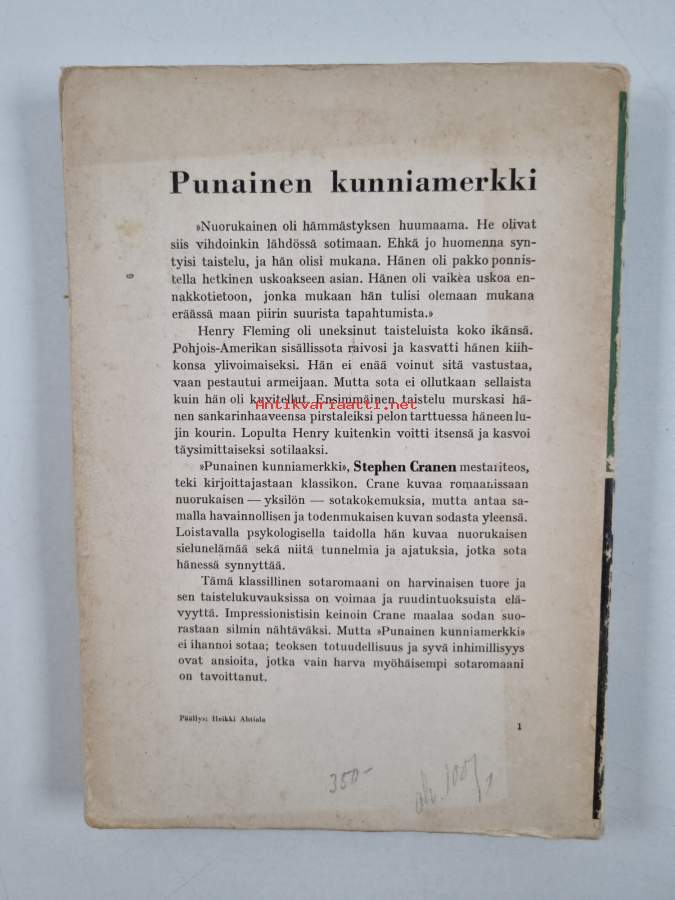 Punainen kunniamerkki
»Nuorukainen oli hämmästyksen huumaama. He olivat
siis vihdoinkin lähdössä sotimaan. Ehkä jo huomenna syn-
tyisi taistelu, ja hän olisi mukana. Hänen oli pakko ponnis-
tella hetkinen uskoakseen asian. Hänen oli vaikea uskoa en-
nakkotietoon, jonka mukaan hän tulisi olemaan mukana
eräässä maan piirin suurista tapahtumista.»
Henry Fleming oli uneksinut taisteluista koko ikänsä.
Pohjois-Amerikan sisällissota raivosi ja kasvatti hänen kiih-
konsa ylivoimaiseksi. Hän ei enää voinut sitä vastustaa,
vaan pestautui armeijaan. Mutta sota ei ollutkaan sellaista
kuin hän oli kuvitellut. Ensimmäinen taistelu murskasi hä-
nen sankarinhaaveensa pirstaleiksi pelon tarttuessa häneen lu-
jin kourin. Lopulta Henry kuitenkin voitti itsensä ja kasvoi
täysimittaiseksi sotilaaksi.
»Punainen kunniamerkki», Stephen Cranen mestariteos,
teki kirjoittajastaan klassikon. Crane kuvaa romaanissaan
nuorukaisen — yksilön — sotakokemuksia, mutta antaa sa-
malla havainnollisen ja todenmukaisen kuvan sodasta yleensä.
Loistavalla psykologisella taidolla hän kuvaa nuorukaisen
sielunelämää sekä niitä tunnelmia ja ajatuksia, jotka sota
hänessä synnyttää.
Tämä klassillinen sotaromaani on harvinaisen tuore ja
sen taistelukuvauksissa on voimaa ja ruudintuoksuista elä-
vyyttä. Impressionistisin keinoin Crane maalaa sodan suo-
rastaan silmin nähtäväksi. Mutta »Punainen kunniamerkki»
ei ihannoi sotaa; teoksen totuudellisuus ja syvä inhimillisyys
ovat ansioita, jotka vain harva myöhäisempi sotaromaani
on tavoittanut.
Päällys: Heikki Ahtiala
1
350-
Antikvariaatti.net